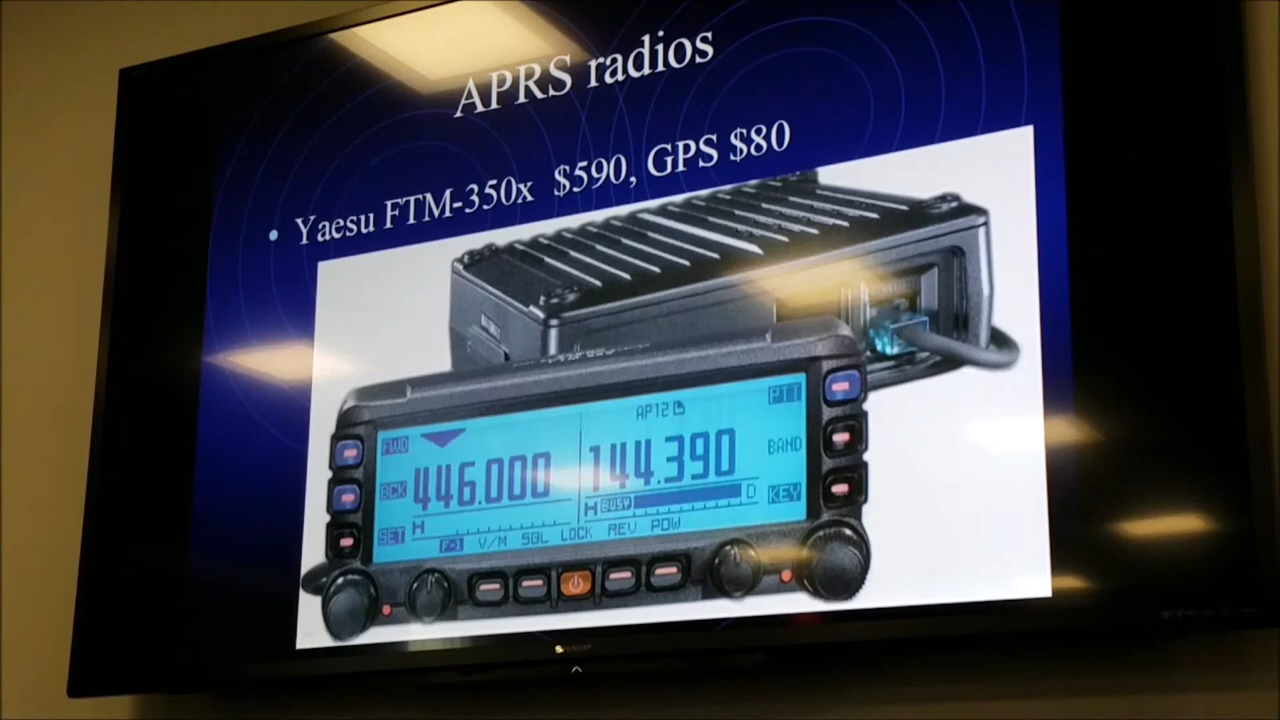 APRS radios
• Yaesu FTM-350x $590, GPS $80
AP12
PTT
FWD
446.000
144.390
BAND
BCK
H BUSY D
KEY
SET
H
F-1 V/M SQL LOCK REV POW
SHARP